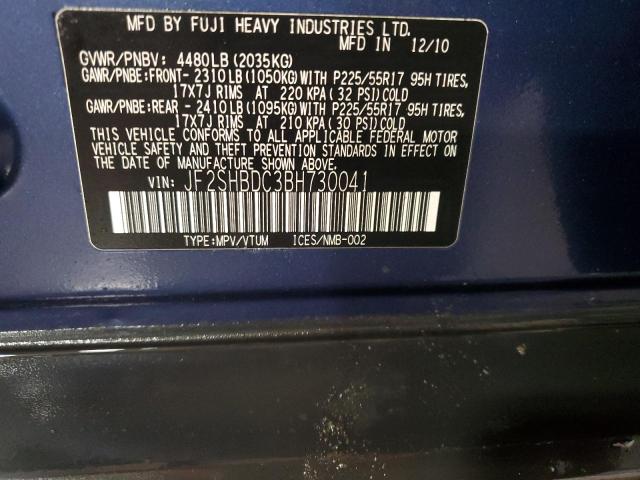 MFD BY FUJI HEAVY INDUSTRIES LTD.
MFD IN 12/10
GVWR/PNBV: 4480LB (2035KG)
GAWR/PNBE:FRONT- 2310LB(1050KG)WITH P225/55R17 95H TIRES,
17X7J RIMS AT 220 KPA(32 PSI)COLD
GAWR/PNBE:REAR - 2410LB(1095KG)WITH P225/55R17 95H TIRES,
17X7J RIMS AT 210 KPA(30 PSI)COLD
THIS VEHICLE CONFORMS TO ALL APPLICABLE FEDERAL MOTOR
VEHICLE SAFETY AND THEFT PREVENTION STANDARDS IN EFFECT ON
THE DATE OF MANUFACTURE SHOWN ABOVE.
VIN: JF2SHBDC3BH730041
TYPE:MPV/VTUM ICES/NMB-002